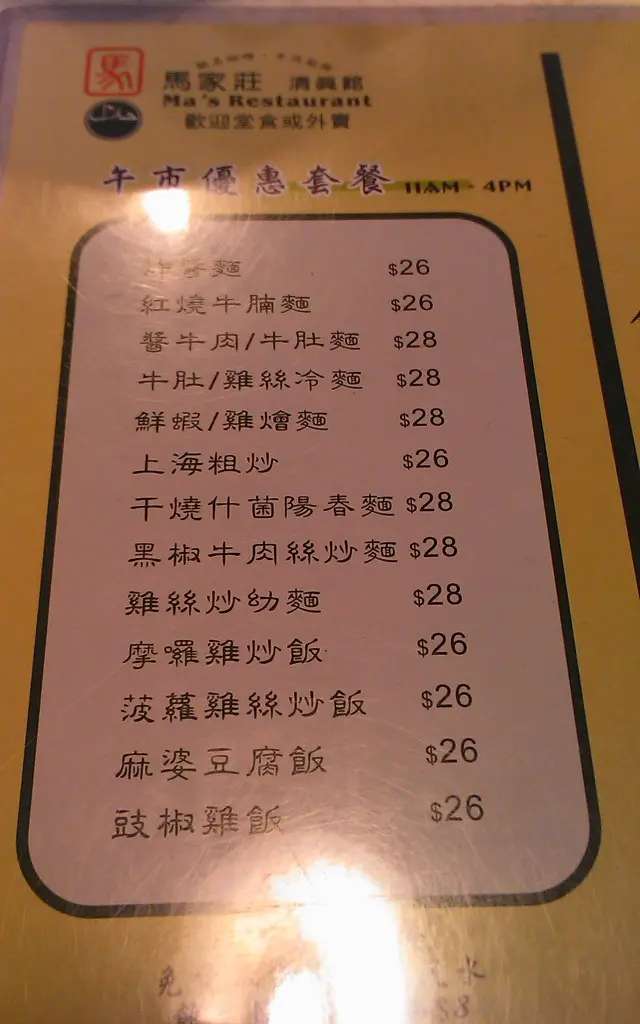 馬
馬家莊 清真館
Ma's Restaurant
歡迎堂食或外賣
午市優惠套餐 11AM - 4PM
炸醬麵 $26
紅燒牛腩麵 $26
醬牛肉/牛肚麵 $28
牛肚/雞絲冷麵 $28
鮮蝦/雞燴麵 $28
上海粗炒 $26
干燒什菌陽春麵 $28
黑椒牛肉絲炒麵 $28
雞絲炒幼麵 $28
摩囉雞炒飯 $26
菠蘿雞絲炒飯 $26
麻婆豆腐飯 $26
豉椒雞飯 $26
免 水
$8